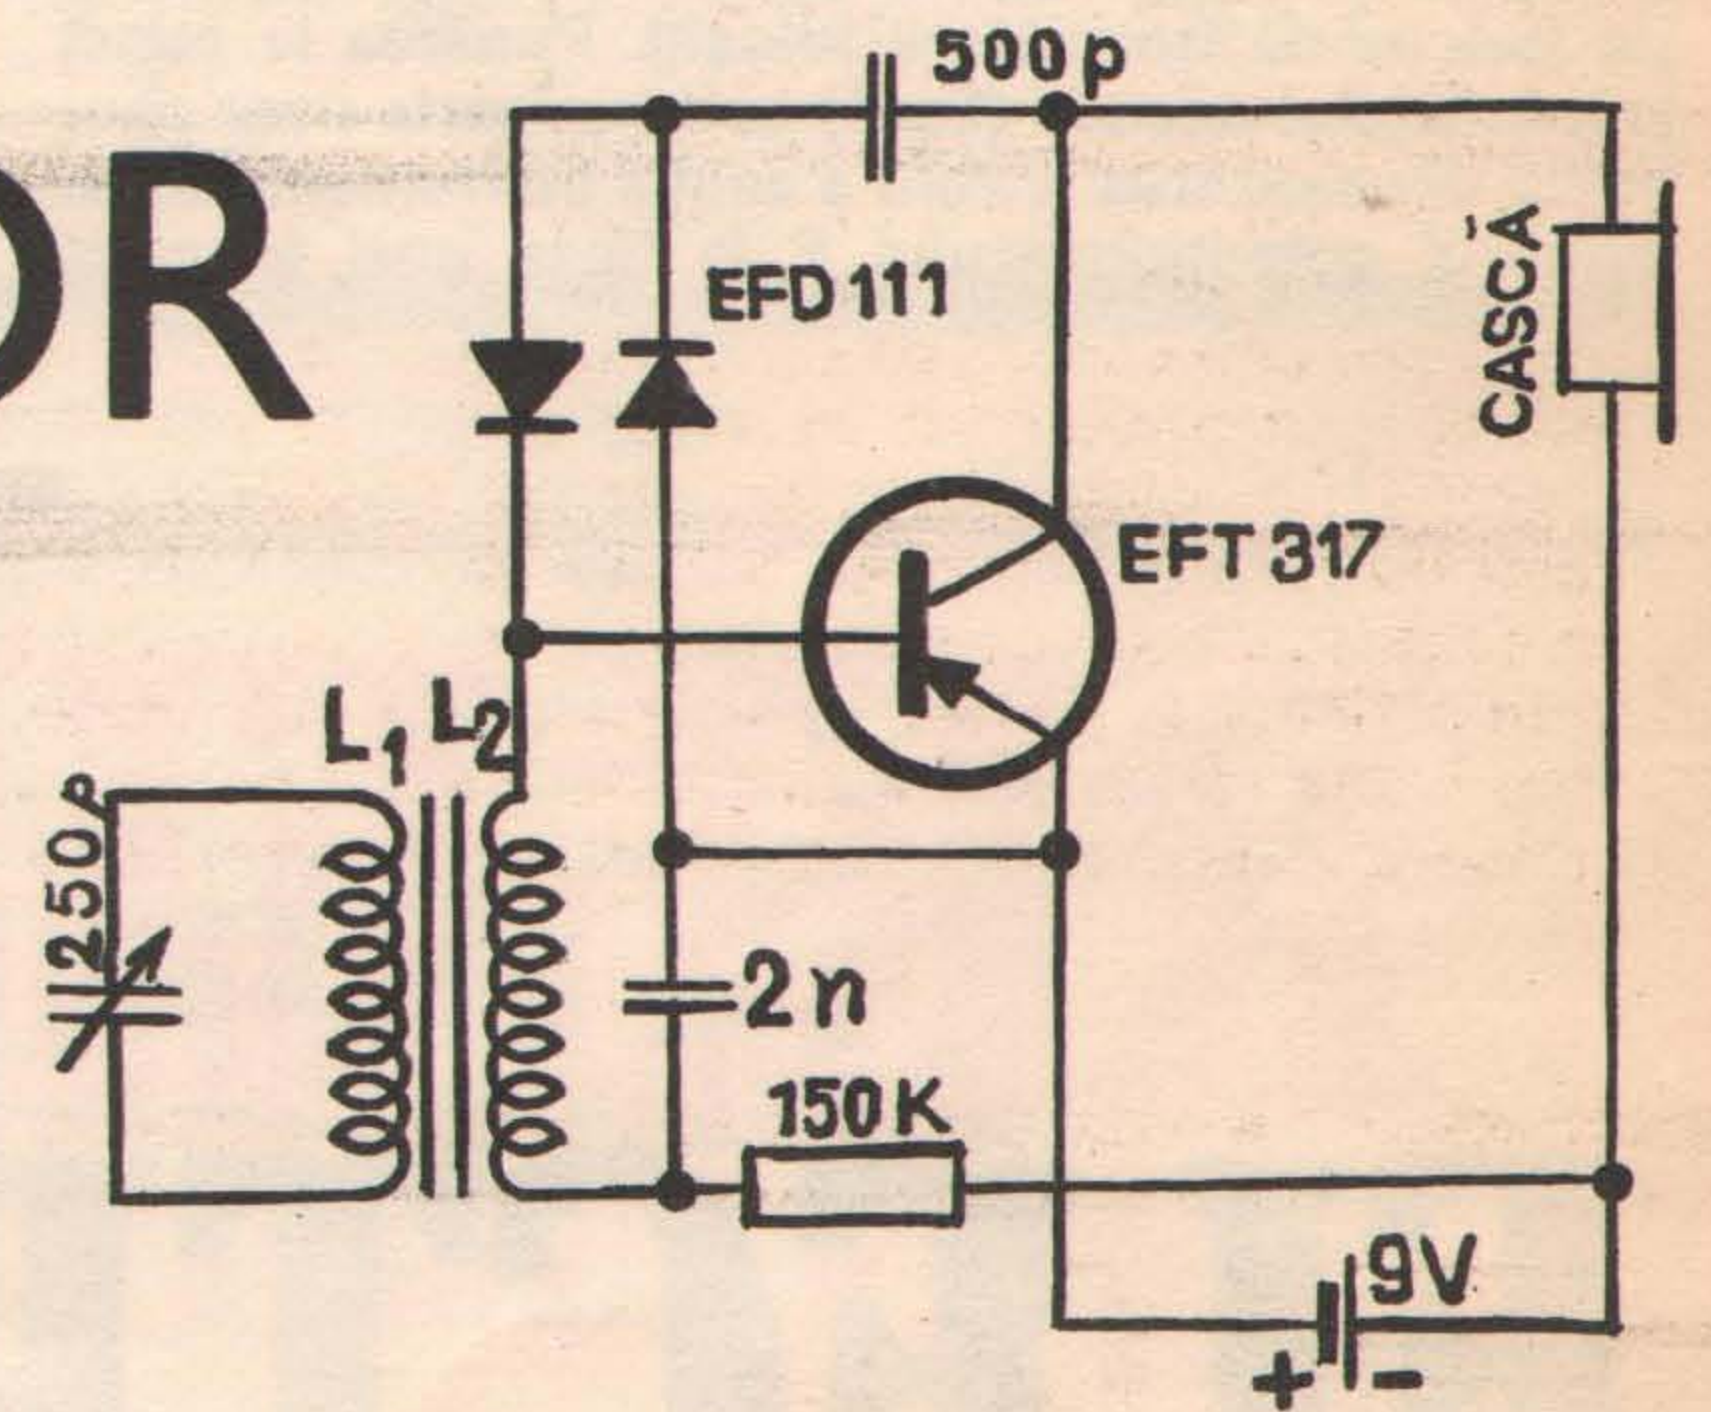 500p
OR
EFD 111
CASCĂ
EFT 317
L1 L2
250p
2n
150K
9V
+ -